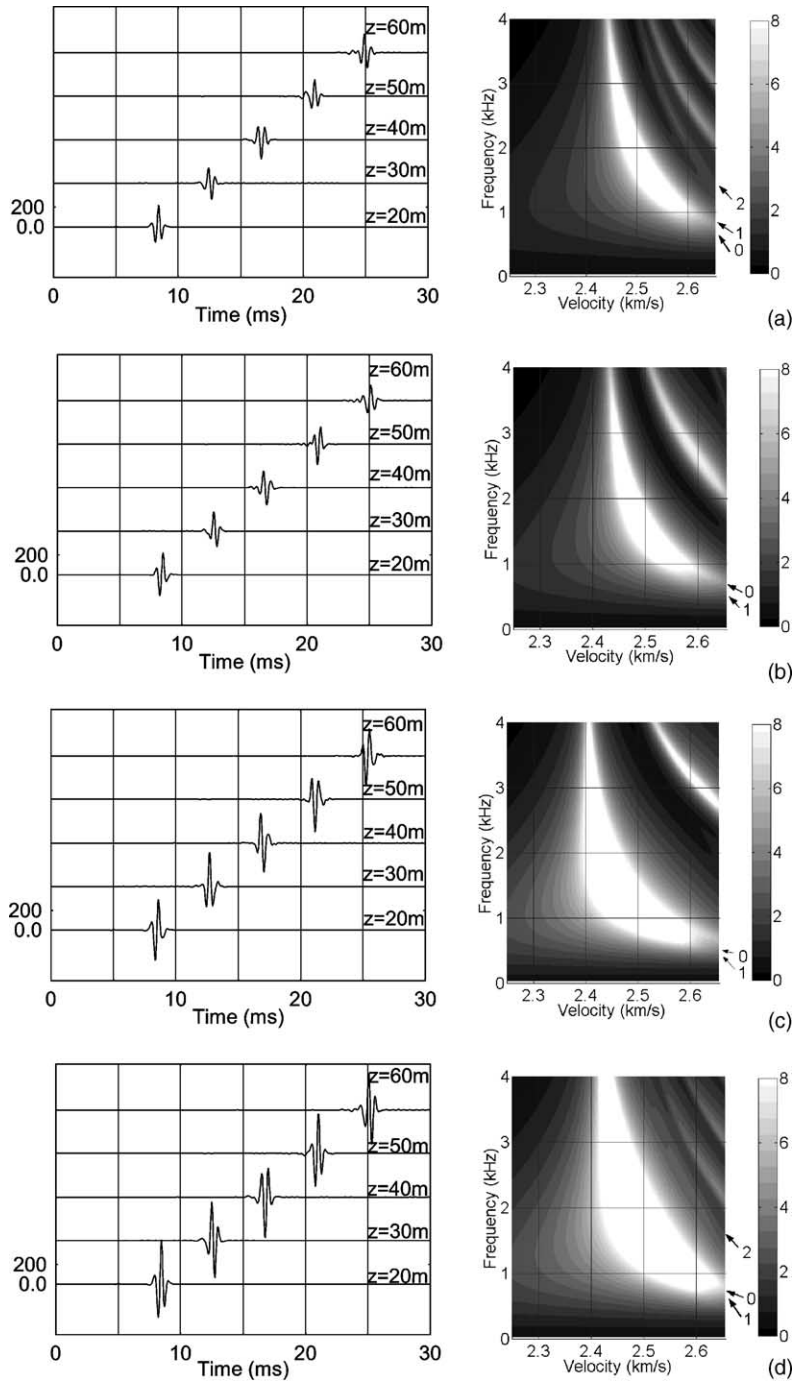 z=60m
z=50m
z=40m
z=30m
z=20m
200
0.0
0 10 20 30
Time (ms)
4
3
2
1
0
Frequency (kHz)
2.3 2.4 2.5 2.6
Velocity (km/s)
2
1
0
8
6
4
2
0
(a)
z=60m
z=50m
z=40m
z=30m
z=20m
200
0.0
0 10 20 30
Time (ms)
4
3
2
1
0
Frequency (kHz)
2.3 2.4 2.5 2.6
Velocity (km/s)
0
1
8
6
4
2
0
(b)
z=60m
z=50m
z=40m
z=30m
z=20m
200
0.0
0 10 20 30
Time (ms)
4
3
2
1
0
Frequency (kHz)
2.3 2.4 2.5 2.6
Velocity (km/s)
0
1
8
6
4
2
0
(c)
z=60m
z=50m
z=40m
z=30m
z=20m
200
0.0
0 10 20 30
Time (ms)
4
3
2
1
0
Frequency (kHz)
2.3 2.4 2.5 2.6
Velocity (km/s)
2
0
1
8
6
4
2
0
(d)